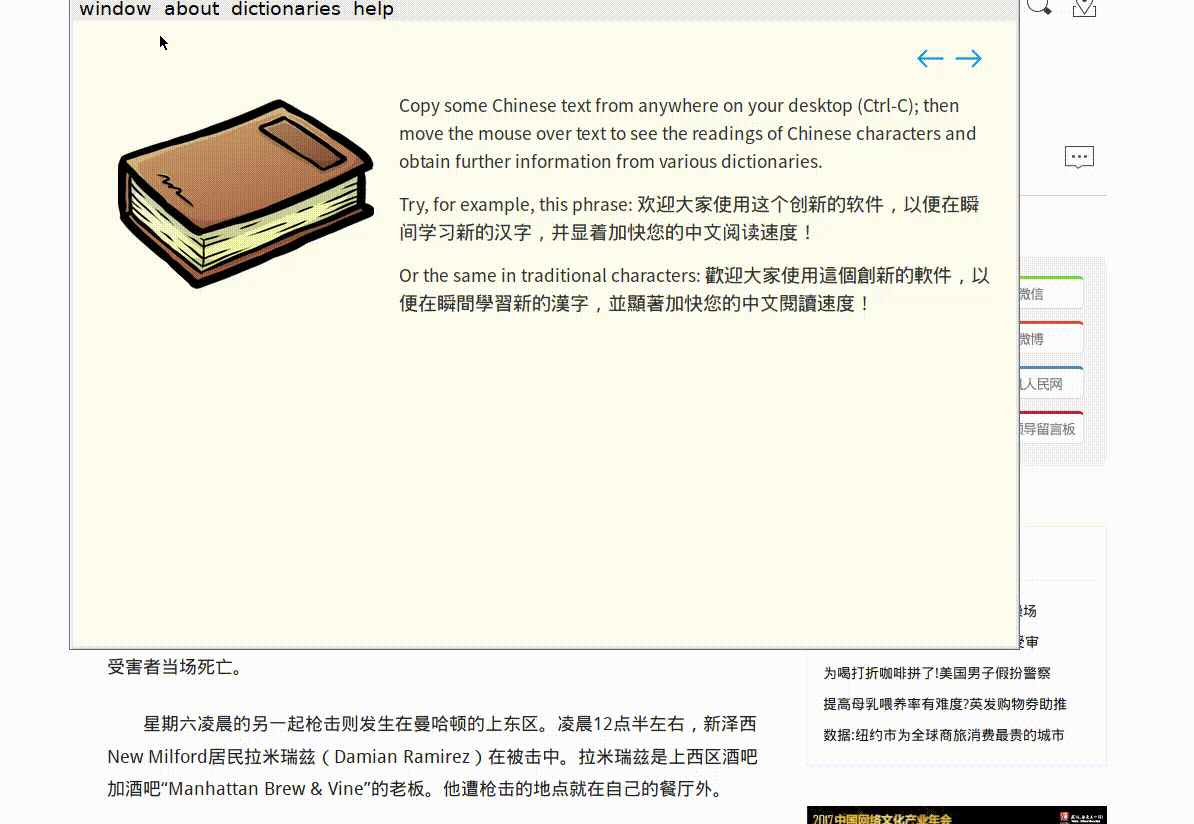 window about dictionaries help
Copy some Chinese text from anywhere on your desktop (Ctrl-C); then
move the mouse over text to see the readings of Chinese characters and
obtain further information from various dictionaries.
Try, for example, this phrase: 欢迎大家使用这个创新的软件，以便在瞬
间学习新的汉字，并显着加快您的中文阅读速度！
Or the same in traditional characters: 歡迎大家使用這個創新的軟件，以
便在瞬間學習新的漢字，並顯著加快您的中文閱讀速度！
微信
微博
人民网
导留言板
场
受审
为喝打折咖啡拼了!美国男子假扮警察
提高母乳喂养率有难度?英发购物券助推
数据:纽约市为全球商旅消费最贵的城市
受害者当场死亡。
星期六凌晨的另一起枪击则发生在曼哈顿的上东区。凌晨12点半左右，新泽西
New Milford居民拉米瑞兹（Damian Ramirez）在被击中。拉米瑞兹是上西区酒吧
加酒吧“Manhattan Brew & Vine”的老板。他遭枪击的地点就在自己的餐厅外。
2017中国网络文化产业年会